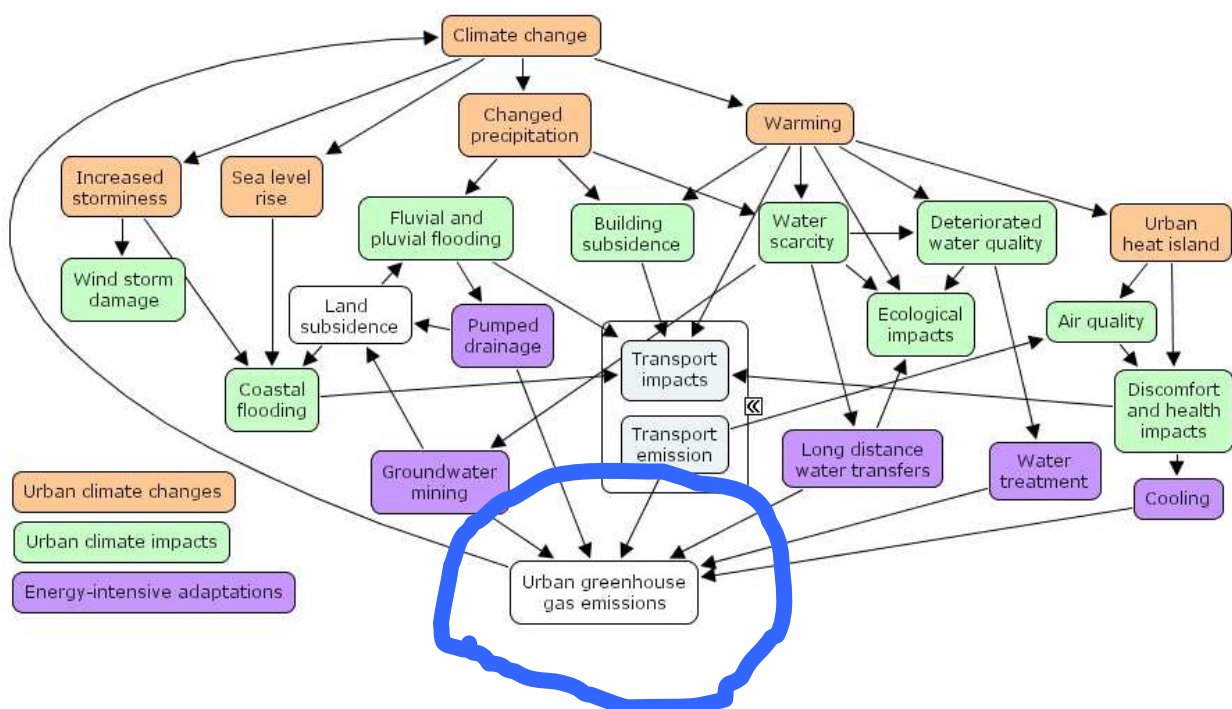 Climate change
Changed
precipitation
Warming
Increased
storminess
Sea level
rise
Fluvial and
pluvial flooding
Building
subsidence
Water
scarcity
Deteriorated
water quality
Urban
heat island
Wind storm
damage
Land
subsidence
Pumped
drainage
Ecological
impacts
Air quality
Transport
impacts
Coastal
flooding
Discomfort
and health
impacts
Transport
emission
Long distance
water transfers
Groundwater
mining
Water
treatment
Cooling
Urban climate changes
Urban climate impacts
Energy-intensive adaptations
Urban greenhouse
gas emissions